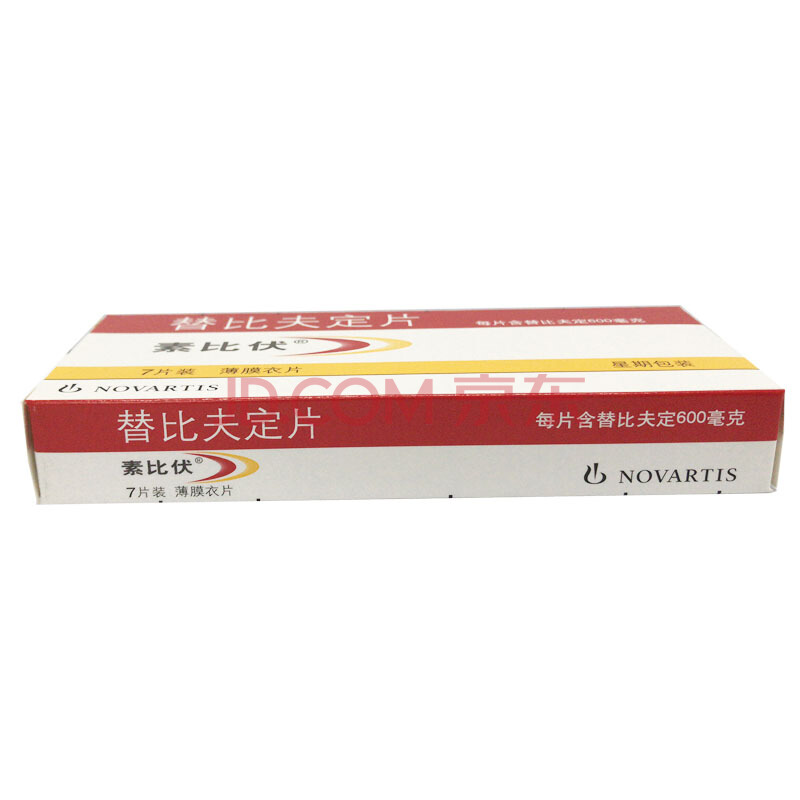 替比夫定片 每片含替比夫定600毫克
素比伏®
7片装 薄膜衣片 星期包装
NOVARTIS
JD.COM 京东
替比夫定片 每片含替比夫定600毫克
素比伏®
7片装 薄膜衣片
NOVARTIS